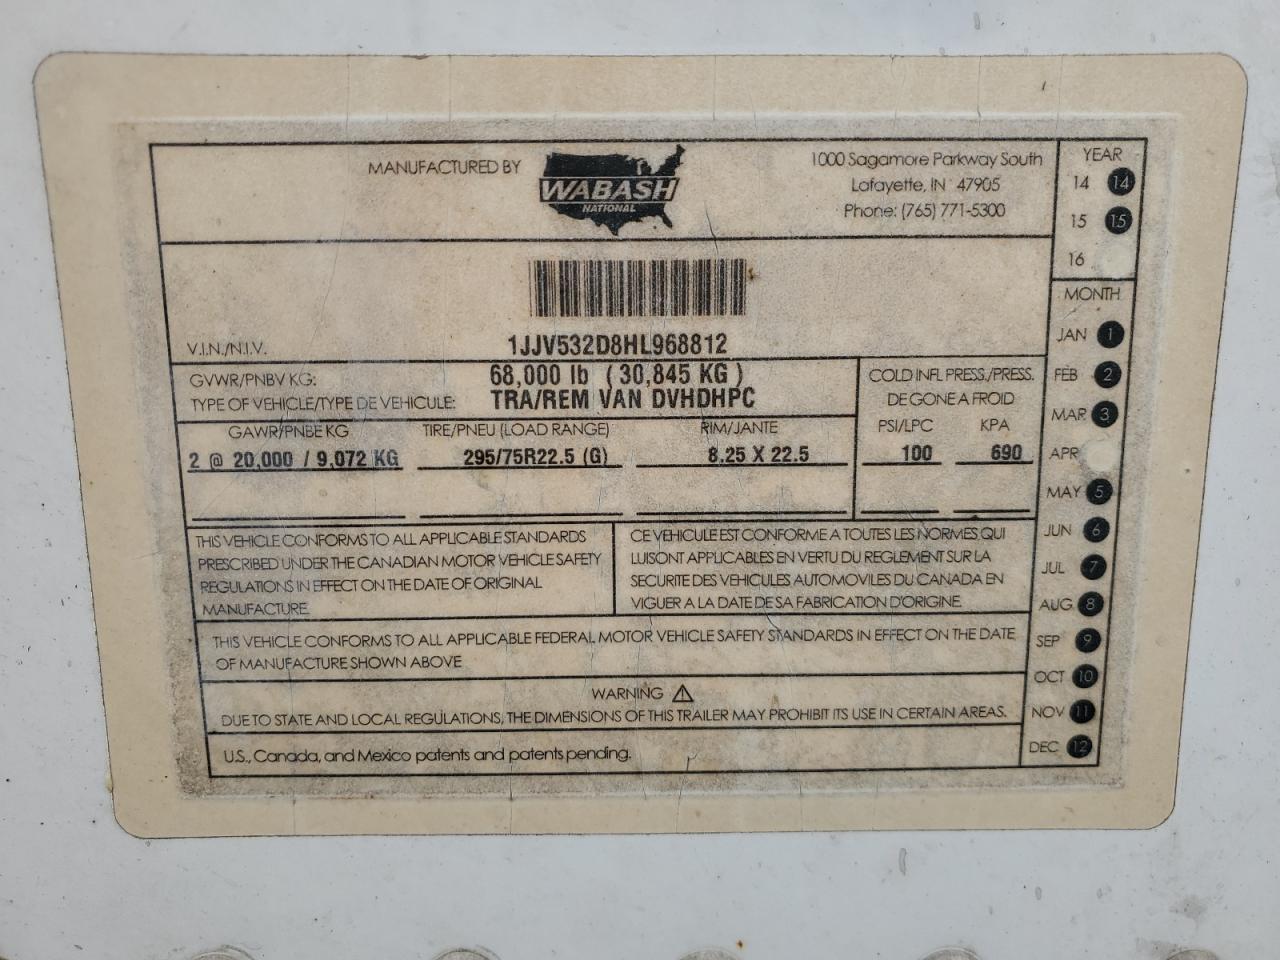 MANUFACTURED BY
WABASH
NATIONAL
1000 Sagamore Parkway South
Lafayette, IN 47905
Phone: (765) 771-5300
YEAR
14 14
15 15
16
V.I.N./N.I.V. 1JJV532D8HL968812
GVWR/PNBV KG: 68,000 lb ( 30,845 KG )
TYPE OF VEHICLE/TYPE DE VEHICULE: TRA/REM VAN DVHDHPC
COLD INFL PRESS./PRESS.
DE GONE A FROID
GAWR/PNBE KG TIRE/PNEU (LOAD RANGE) RIM/JANTE PSI/LPC KPA
2 @ 20,000 / 9,072 KG 295/75R22.5 (G) 8.25 X 22.5 100 690
THIS VEHICLE CONFORMS TO ALL APPLICABLE STANDARDS
PRESCRIBED UNDER THE CANADIAN MOTOR VEHICLE SAFETY
REGULATIONS IN EFFECT ON THE DATE OF ORIGINAL
MANUFACTURE.
CE VEHICULE EST CONFORME A TOUTES LES NORMES QUI
LUISONT APPLICABLES EN VERTU DU REGLEMENT SUR LA
SECURITE DES VEHICULES AUTOMOVILES DU CANADA EN
VIGUER A LA DATE DE SA FABRICATION D'ORIGINE.
THIS VEHICLE CONFORMS TO ALL APPLICABLE FEDERAL MOTOR VEHICLE SAFETY STANDARDS IN EFFECT ON THE DATE
OF MANUFACTURE SHOWN ABOVE
WARNING
DUE TO STATE AND LOCAL REGULATIONS, THE DIMENSIONS OF THIS TRAILER MAY PROHIBIT ITS USE IN CERTAIN AREAS.
U.S., Canada, and Mexico patents and patents pending.
MONTH
JAN 1
FEB 2
MAR 3
APR
MAY 5
JUN 6
JUL 7
AUG 8
SEP 9
OCT 10
NOV 11
DEC 12